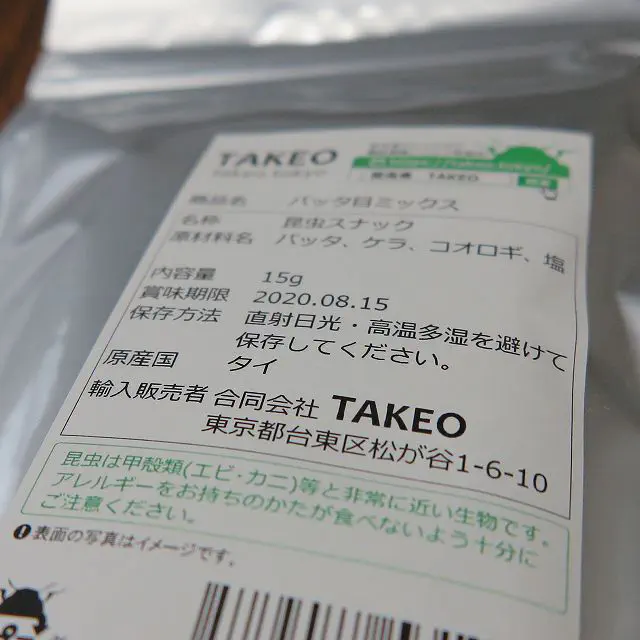 TAKEO
takeo.tokyo
昆虫食 TAKEO
商品名 バッタ目ミックス
名称 昆虫スナック
原材料名 バッタ、ケラ、コオロギ、塩
内容量 15g
賞味期限 2020.08.15
保存方法 直射日光・高温多湿を避けて
保存してください。
原産国 タイ
輸入販売者 合同会社 TAKEO
東京都台東区松が谷1-6-10
昆虫は甲殻類(エビ・カニ)等と非常に近い生物です。
アレルギーをお持ちのかたが食べないよう十分に
ご注意ください。
❶表面の写真はイメージです。